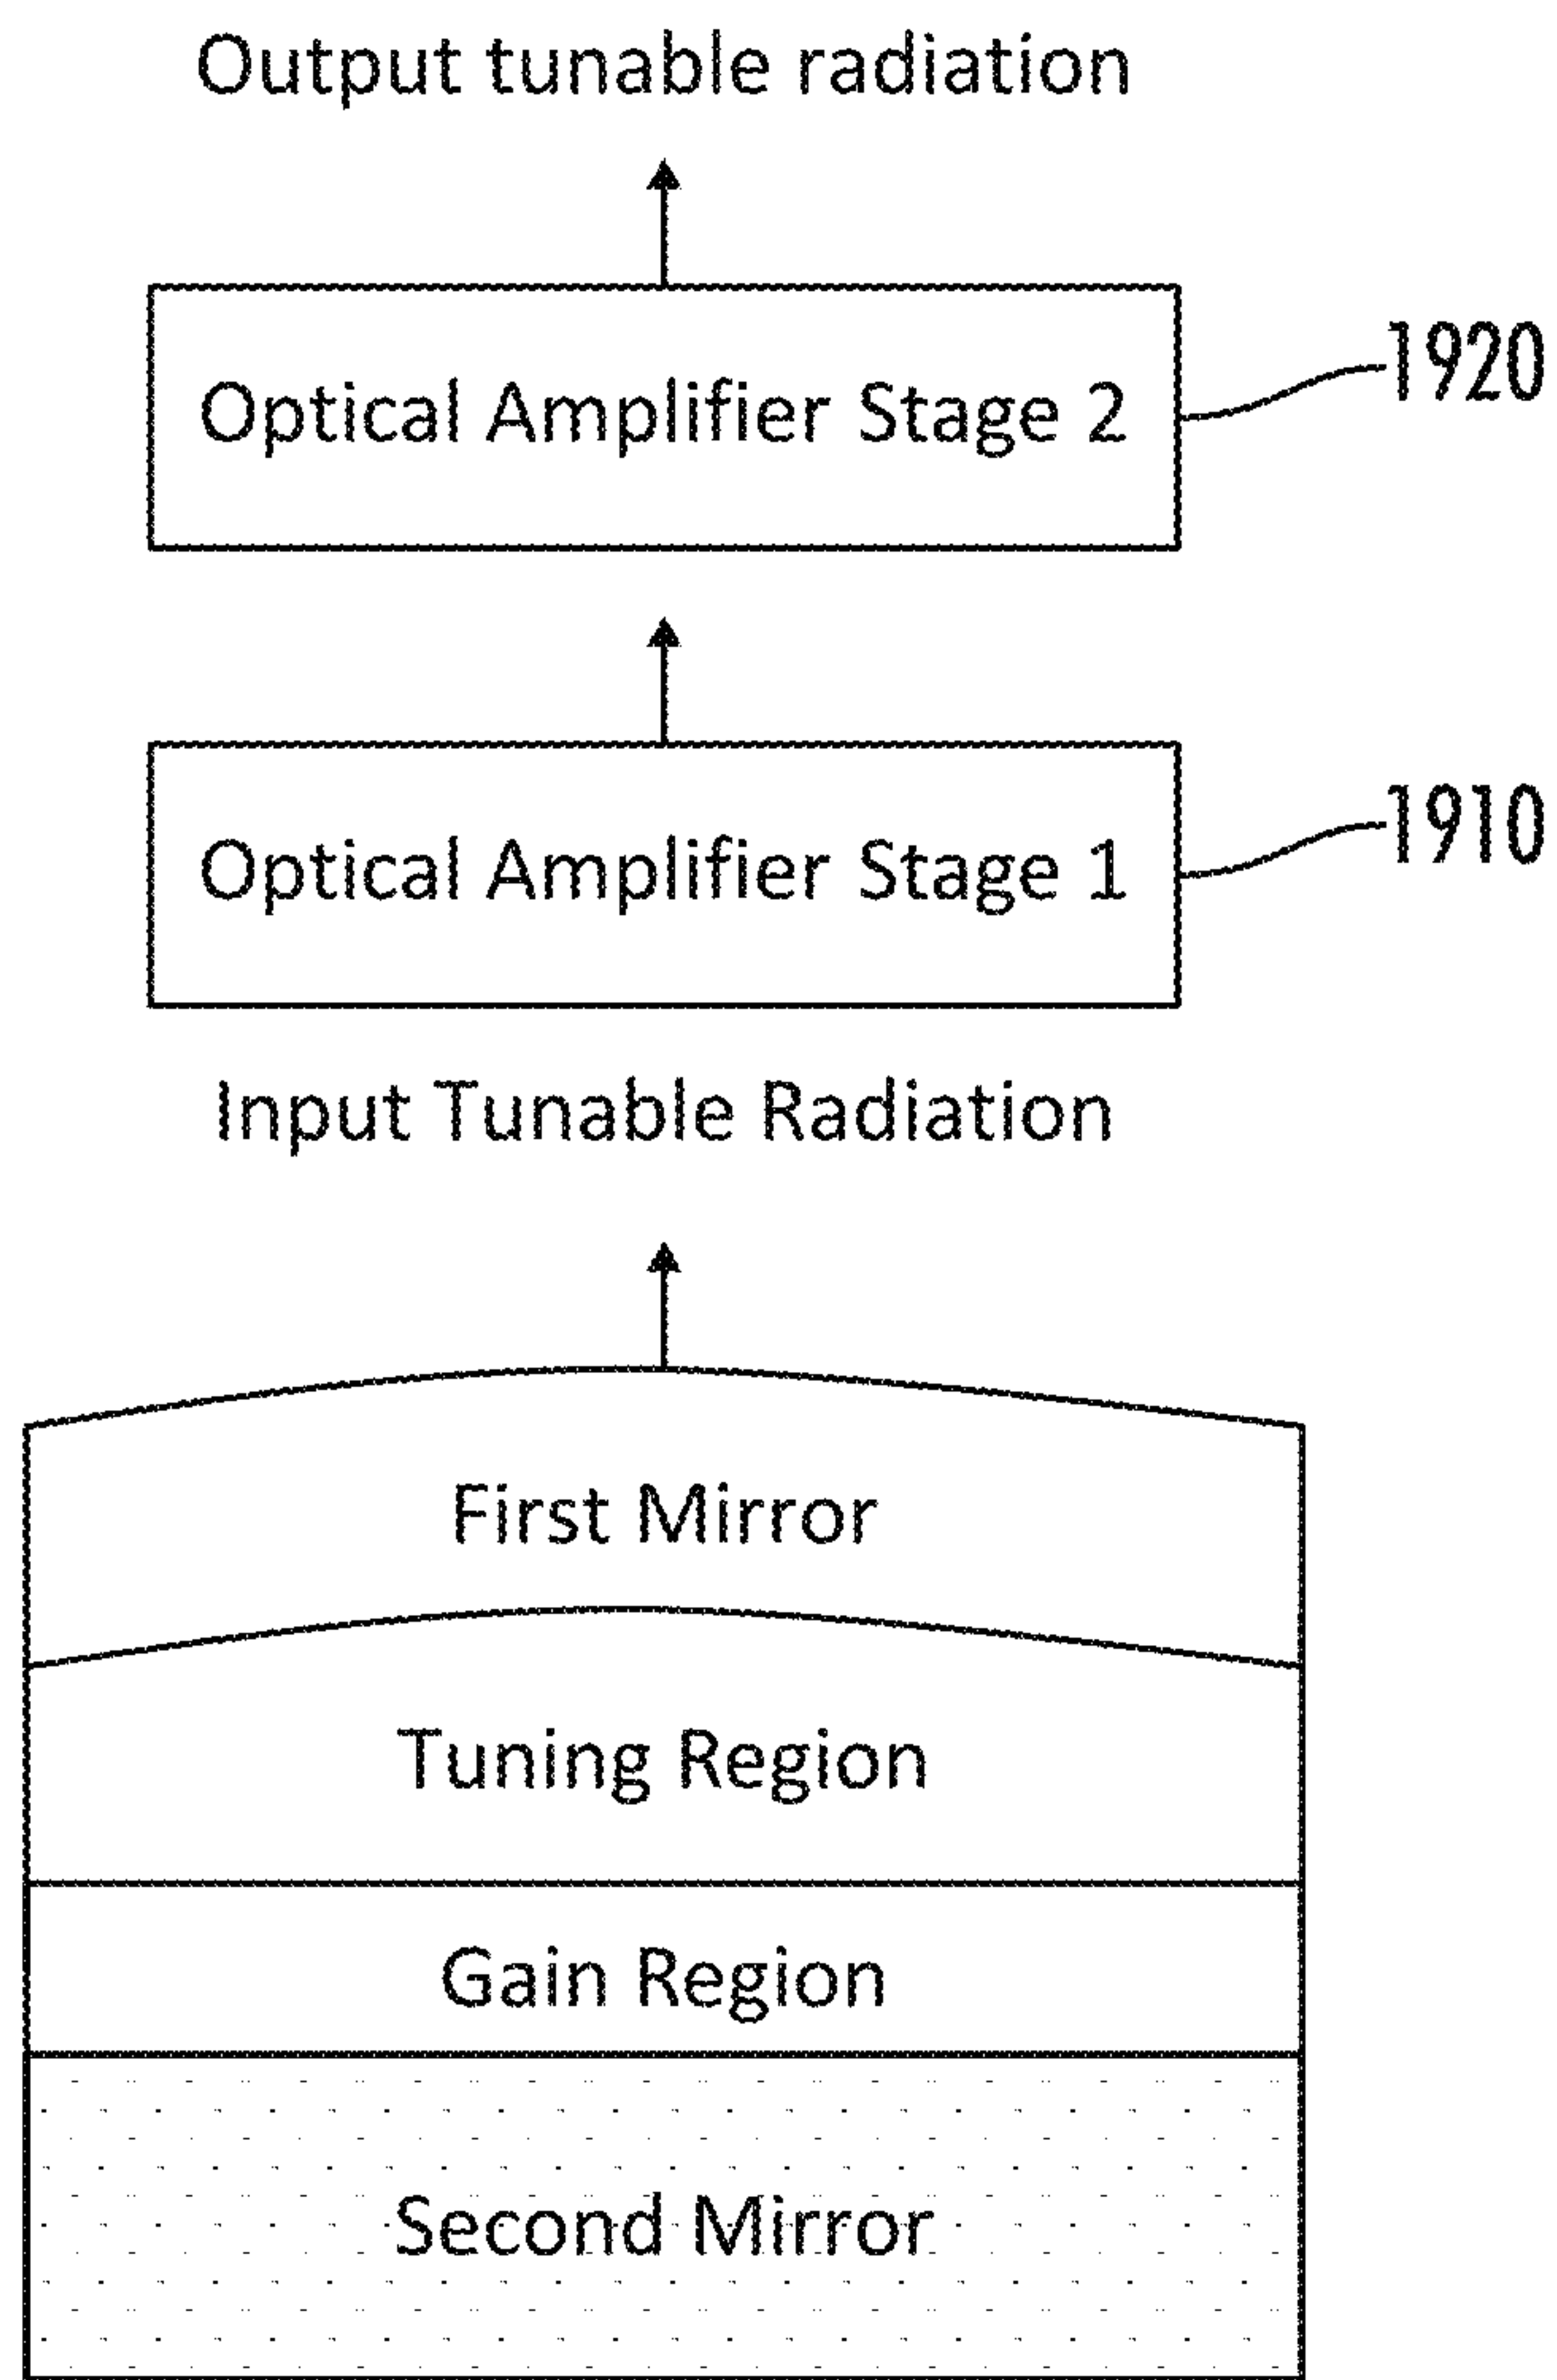 Output tunable radiation
Optical Amplifier Stage 2
1920
Optical Amplifier Stage 1
1910
Input Tunable Radiation
First Mirror
Tuning Region
Gain Region
Second Mirror